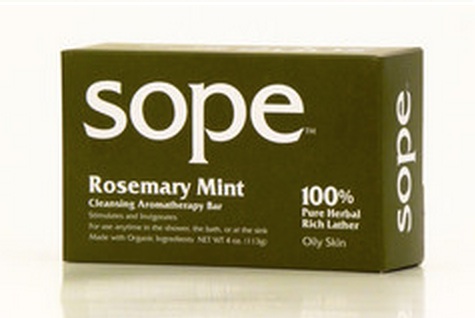 sope™
Rosemary Mint
Cleansing Aromatherapy Bar
Stimulates and Invigorates
For use anytime in the shower, the bath, or at the sink
Made with Organic Ingredients NET WT 4 oz. (113g)
100%
Pure Herbal
Rich Lather
Oily Skin
sope